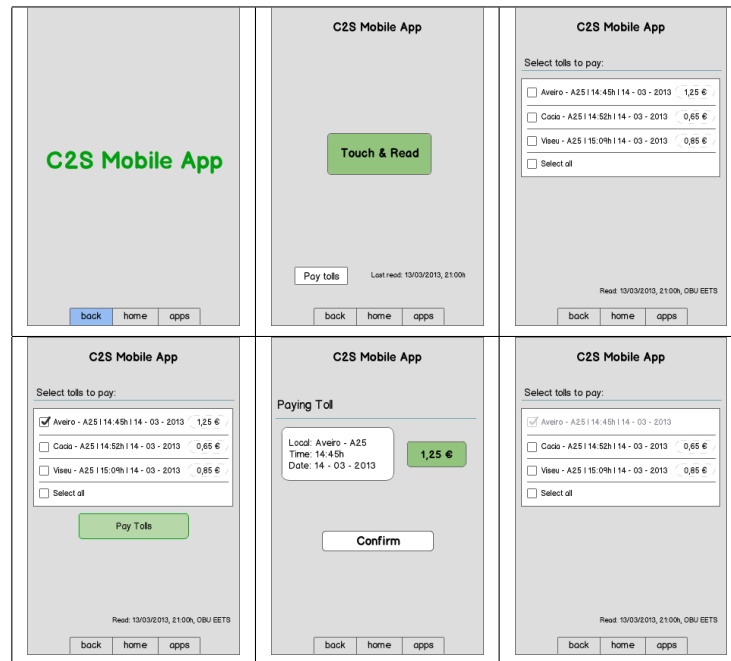 C2S Mobile App
back home apps
C2S Mobile App
Touch & Read
Pay tolls Last read: 13/03/2013, 21:00h
back home apps
C2S Mobile App
Select tolls to pay:
Aveiro - A25 | 14:45h | 14 - 03 - 2013 1,25 €
Cacia - A25 | 14:52h | 14 - 03 - 2013 0,65 €
Viseu - A25 | 15:09h | 14 - 03 - 2013 0,85 €
Select all
Read: 13/03/2013, 21:00h, OBU EETS
back home apps
C2S Mobile App
Select tolls to pay:
Aveiro - A25 | 14:45h | 14 - 03 - 2013 1,25 €
Cacia - A25 | 14:52h | 14 - 03 - 2013 0,65 €
Viseu - A25 | 15:09h | 14 - 03 - 2013 0,85 €
Select all
Pay Tolls
Read: 13/03/2013, 21:00h, OBU EETS
back home apps
C2S Mobile App
Paying Toll
Local: Aveiro - A25
Time: 14:45h
Date: 14 - 03 - 2013
1,25 €
Confirm
back home apps
C2S Mobile App
Select tolls to pay:
Aveiro - A25 | 14:45h | 14 - 03 - 2013
Cacia - A25 | 14:52h | 14 - 03 - 2013 0,65 €
Viseu - A25 | 15:09h | 14 - 03 - 2013 0,85 €
Select all
Read: 13/03/2013, 21:00h, OBU EETS
back home apps